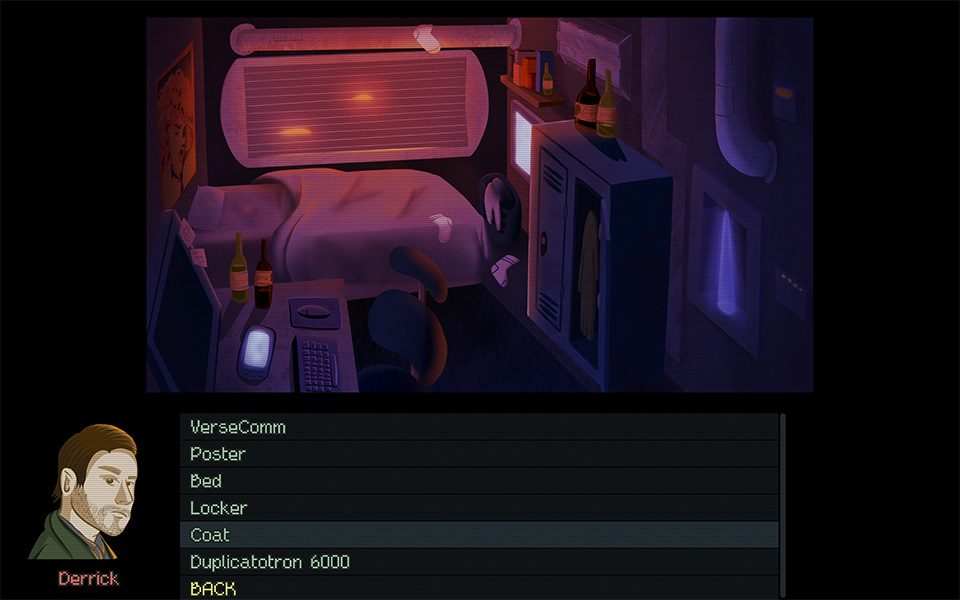 VerseComm
Poster
Bed
Locker
Coat
Duplicatotron 6000
BACK
Derrick